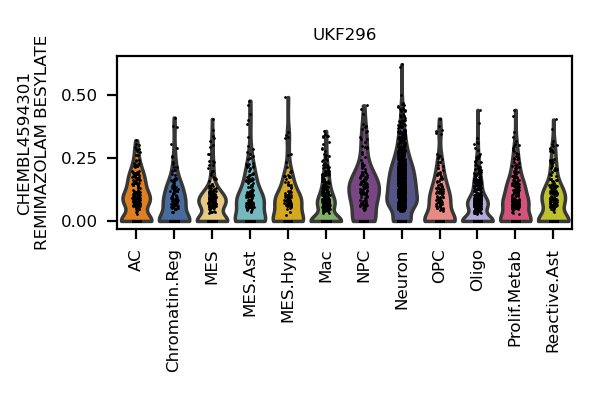 UKF296
CHEMBL4594301
REMIMAZOLAM BESYLATE
0.50
0.25
0.00
AC
Chromatin.Reg
MES
MES.Ast
MES.Hyp
Mac
NPC
Neuron
OPC
Oligo
Prolif.Metab
Reactive.Ast